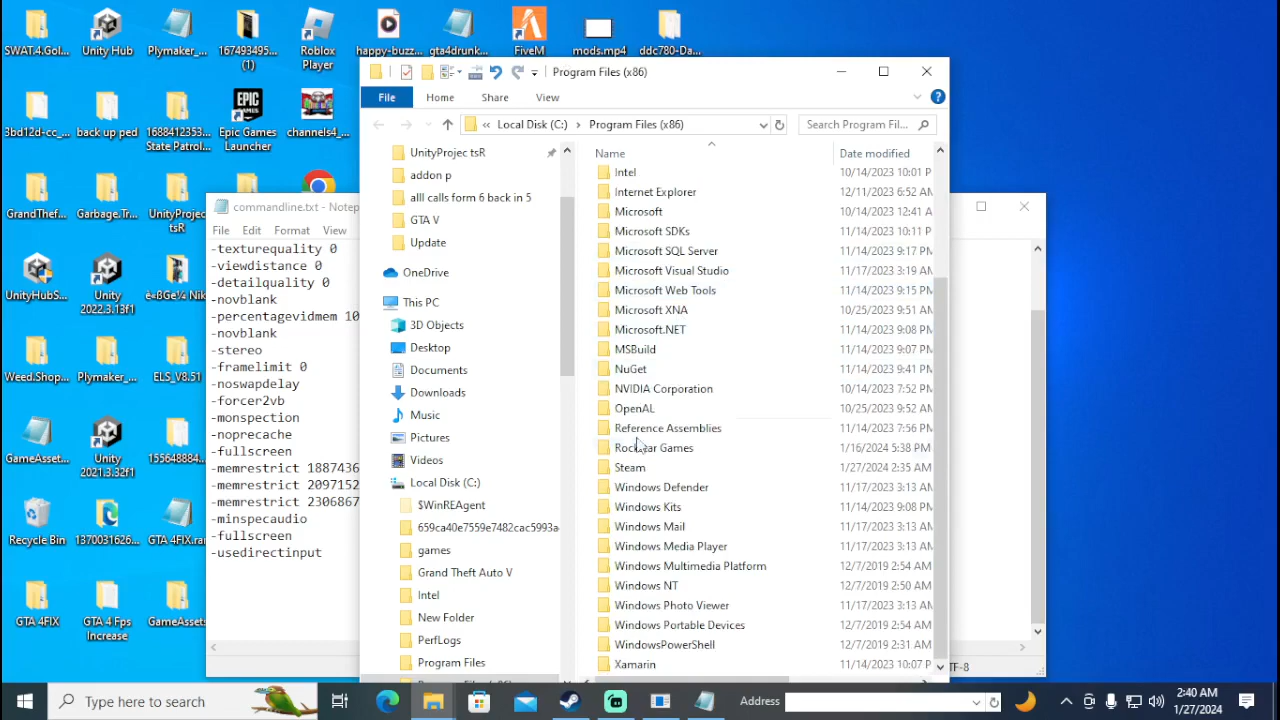 SWAT.4.Gol...
Unity Hub
Plymaker_...
167493495...
(1)
Roblox
Player
happy-buzz...
gta4drunk...
FiveM
mods.mp4
ddc780-Da...
3bd12d-cc_...
back up ped
1688412353...
State Patrol...
Epic Games
Launcher
channels4_...
GrandThef...
Garbage.Tr...
UnityProject
tsR
UnityHubS...
Unity
2022.3.13f1
Weed.Shop...
Plymaker_...
ELS_V8.51
GameAsset...
Unity
2021.3.32f1
155648884...
Recycle Bin
1370031626...
GTA 4FIX.rar
GTA 4FIX
GTA 4 Fps
Increase
GameAssets
commandline.txt - Notep
File Edit Format View
-texturequality 0
-viewdistance 0
-detailquality 0
-novblank
-percentagevidmem 10
-novblank
-stereo
-framelimit 0
-noswapdelay
-forcer2vb
-monspection
-noprecache
-fullscreen
-memrestrict 1887436
-memrestrict 2097152
-memrestrict 2306867
-minspecaudio
-fullscreen
-usedirectinput
TF-8
Program Files (x86)
File Home Share View
« Local Disk (C:) › Program Files (x86)
Search Program Fil...
UnityProjec tsR
addon p
alll calls form 6 back in 5
GTA V
Update
OneDrive
This PC
3D Objects
Desktop
Documents
Downloads
Music
Pictures
Videos
Local Disk (C:)
$WinREAgent
659ca40e7559e7482cac5993a
games
Grand Theft Auto V
Intel
New Folder
PerfLogs
Program Files
Name Date modified
Intel 10/14/2023 10:01 P
Internet Explorer 12/11/2023 6:52 A
Microsoft 10/14/2023 12:41 A
Microsoft SDKs 11/14/2023 10:11 P
Microsoft SQL Server 11/14/2023 9:17 P
Microsoft Visual Studio 11/17/2023 3:19 A
Microsoft Web Tools 11/14/2023 9:15 P
Microsoft XNA 10/25/2023 9:51 A
Microsoft.NET 11/14/2023 9:08 P
MSBuild 11/14/2023 9:07 P
NuGet 11/14/2023 9:41 P
NVIDIA Corporation 10/14/2023 7:52 P
OpenAL 10/25/2023 9:52 A
Reference Assemblies 11/14/2023 7:56 P
Rockstar Games 1/16/2024 5:38 PM
Steam 1/27/2024 2:35 AM
Windows Defender 11/17/2023 3:13 A
Windows Kits 11/14/2023 9:08 P
Windows Mail 11/17/2023 3:13 A
Windows Media Player 11/17/2023 3:13 A
Windows Multimedia Platform 12/7/2019 2:54 AM
Windows NT 12/7/2019 2:50 AM
Windows Photo Viewer 11/17/2023 3:13 A
Windows Portable Devices 12/7/2019 2:54 AM
WindowsPowerShell 12/7/2019 2:31 AM
Xamarin 11/14/2023 10:07 P
Type here to search
Address
2:40 AM
1/27/2024